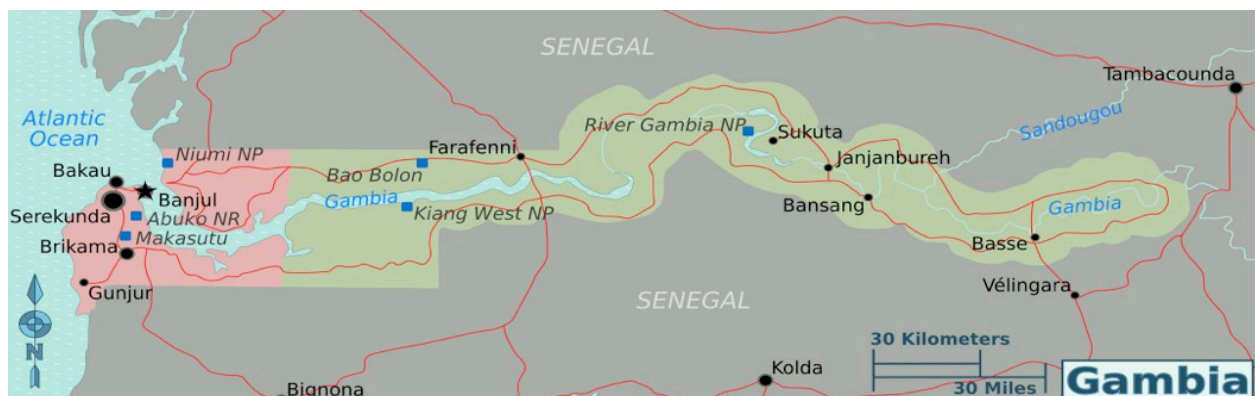 SENEGAL
Tambacounda
Atlantic
Ocean
Sandougou
River Gambia NP
Sukuta
Niumi NP
Farafenni
Janjanbureh
Bakau
Bao Bolon
Banjul
Gambia
Bansang
Gambia
Serekunda
Abuko NR
Kiang West NP
Makasutu
Brikama
Basse
Gunjur
SENEGAL
Vélingara
N
30 Kilometers
Kolda
30 Miles
Gambia
Bignona